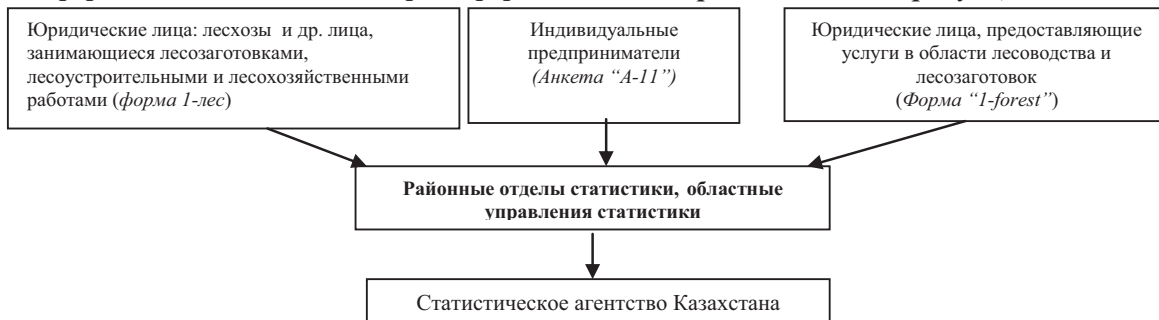 Юридические лица: лесхозы и др. лица,
занимающиеся лесозаготовками,
лесоустроительными и лесохозяйственными
работами (форма 1-лес)
Индивидуальные
предприниматели
(Анкета “А-11”)
Юридические лица, предоставляющие
услуги в области лесоводства и
лесозаготовок
(Форма “1-forest”)
Районные отделы статистики, областные
управления статистики
Статистическое агентство Казахстана